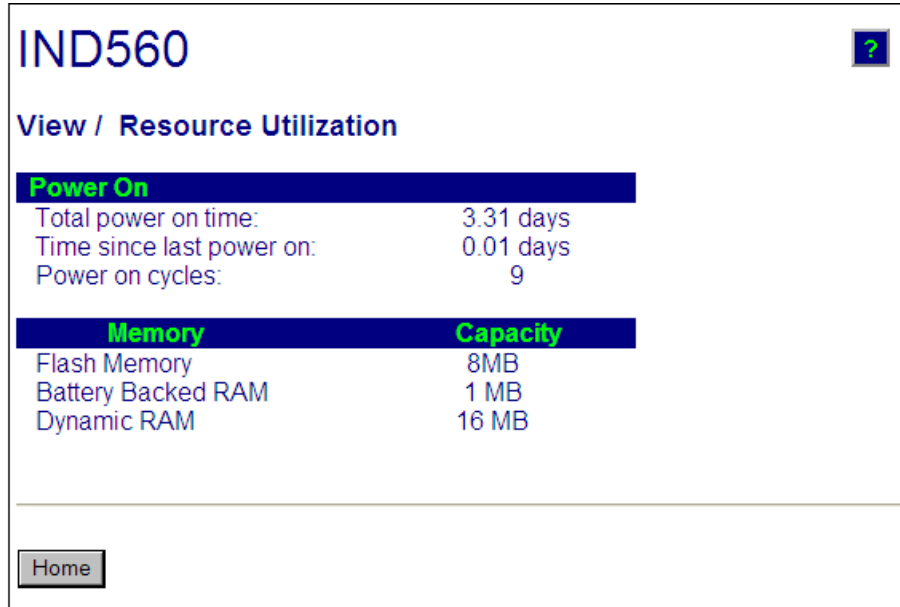 IND560
?
View / Resource Utilization
Power On
Total power on time: 3.31 days
Time since last power on: 0.01 days
Power on cycles: 9
Memory Capacity
Flash Memory 8MB
Battery Backed RAM 1 MB
Dynamic RAM 16 MB
Home